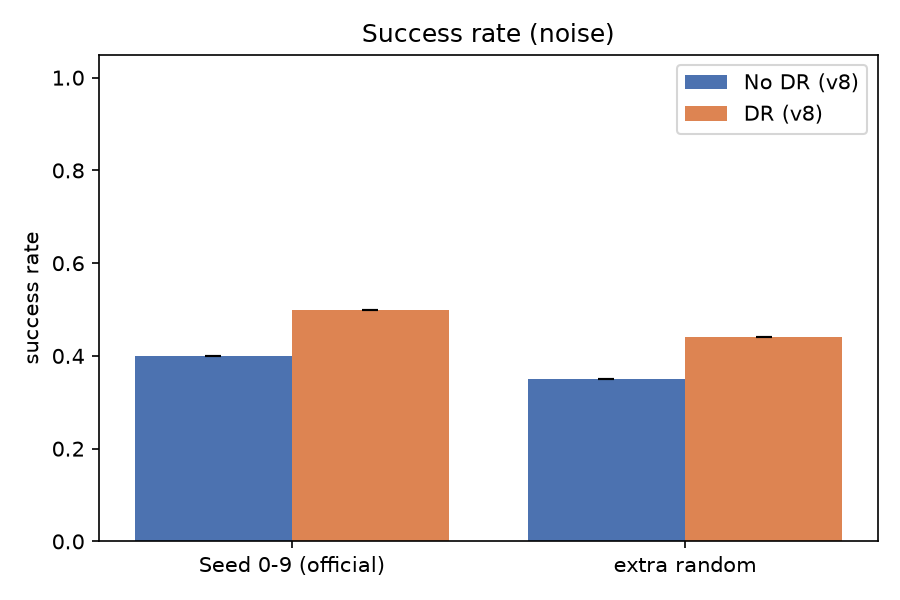 Success rate (noise)
No DR (v8)
DR (v8)
success rate
1.0
0.8
0.6
0.4
0.2
0.0
Seed 0-9 (official)
extra random